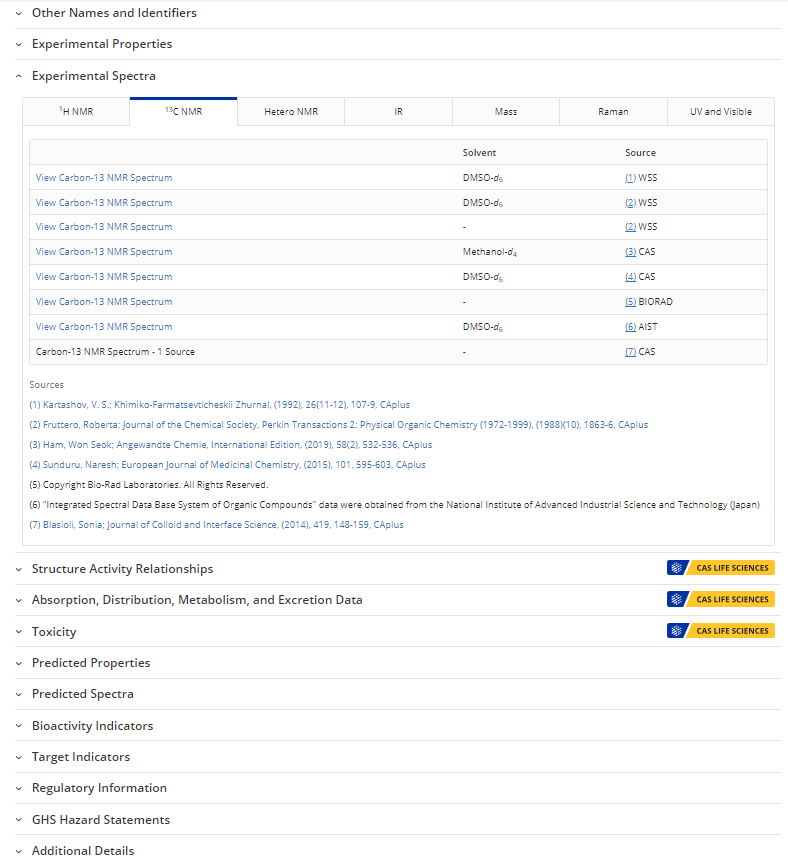 Other Names and Identifiers
Experimental Properties
Experimental Spectra
¹H NMR ¹³C NMR Hetero NMR IR Mass Raman UV and Visible
Solvent Source
View Carbon-13 NMR Spectrum DMSO-d₆ (1) WSS
View Carbon-13 NMR Spectrum DMSO-d₆ (2) WSS
View Carbon-13 NMR Spectrum - (2) WSS
View Carbon-13 NMR Spectrum Methanol-d₄ (3) CAS
View Carbon-13 NMR Spectrum DMSO-d₆ (4) CAS
View Carbon-13 NMR Spectrum - (5) BIORAD
View Carbon-13 NMR Spectrum DMSO-d₆ (6) AIST
Carbon-13 NMR Spectrum - 1 Source - (7) CAS
Sources
(1) Kartashov, V. S.; Khimiko-Farmatsevticheskii Zhurnal, (1992), 26(11-12), 107-9, CAplus
(2) Fruttero, Roberta; Journal of the Chemical Society, Perkin Transactions 2: Physical Organic Chemistry (1972-1999), (1988)(10), 1863-6, CAplus
(3) Ham, Won Seok; Angewandte Chemie, International Edition, (2019), 58(2), 532-536, CAplus
(4) Sunduru, Naresh; European Journal of Medicinal Chemistry, (2015), 101, 595-603, CAplus
(5) Copyright Bio-Rad Laboratories. All Rights Reserved.
(6) "Integrated Spectral Data Base System of Organic Compounds" data were obtained from the National Institute of Advanced Industrial Science and Technology (Japan)
(7) Blasioli, Sonia; Journal of Colloid and Interface Science, (2014), 419, 148-159, CAplus
Structure Activity Relationships CAS LIFE SCIENCES
Absorption, Distribution, Metabolism, and Excretion Data CAS LIFE SCIENCES
Toxicity CAS LIFE SCIENCES
Predicted Properties
Predicted Spectra
Bioactivity Indicators
Target Indicators
Regulatory Information
GHS Hazard Statements
Additional Details